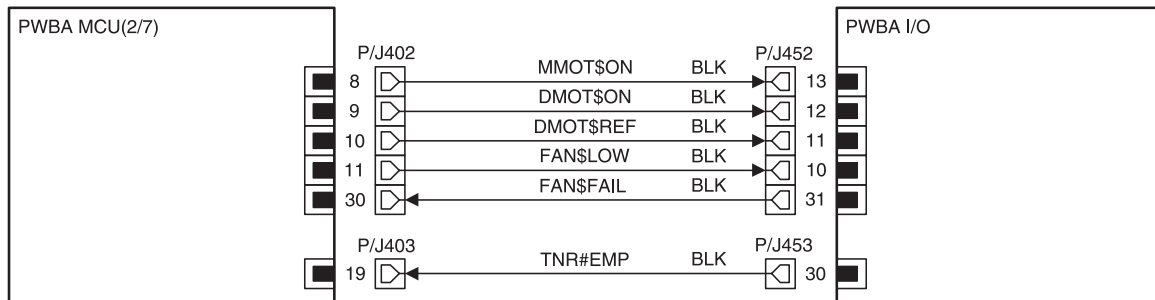 PWBA MCU(2/7) PWBA I/O
P/J402 P/J452
8 MMOT$ON BLK 13
9 DMOT$ON BLK 12
10 DMOT$REF BLK 11
11 FAN$LOW BLK 10
30 FAN$FAIL BLK 31
P/J403 P/J453
19 TNR#EMP BLK 30